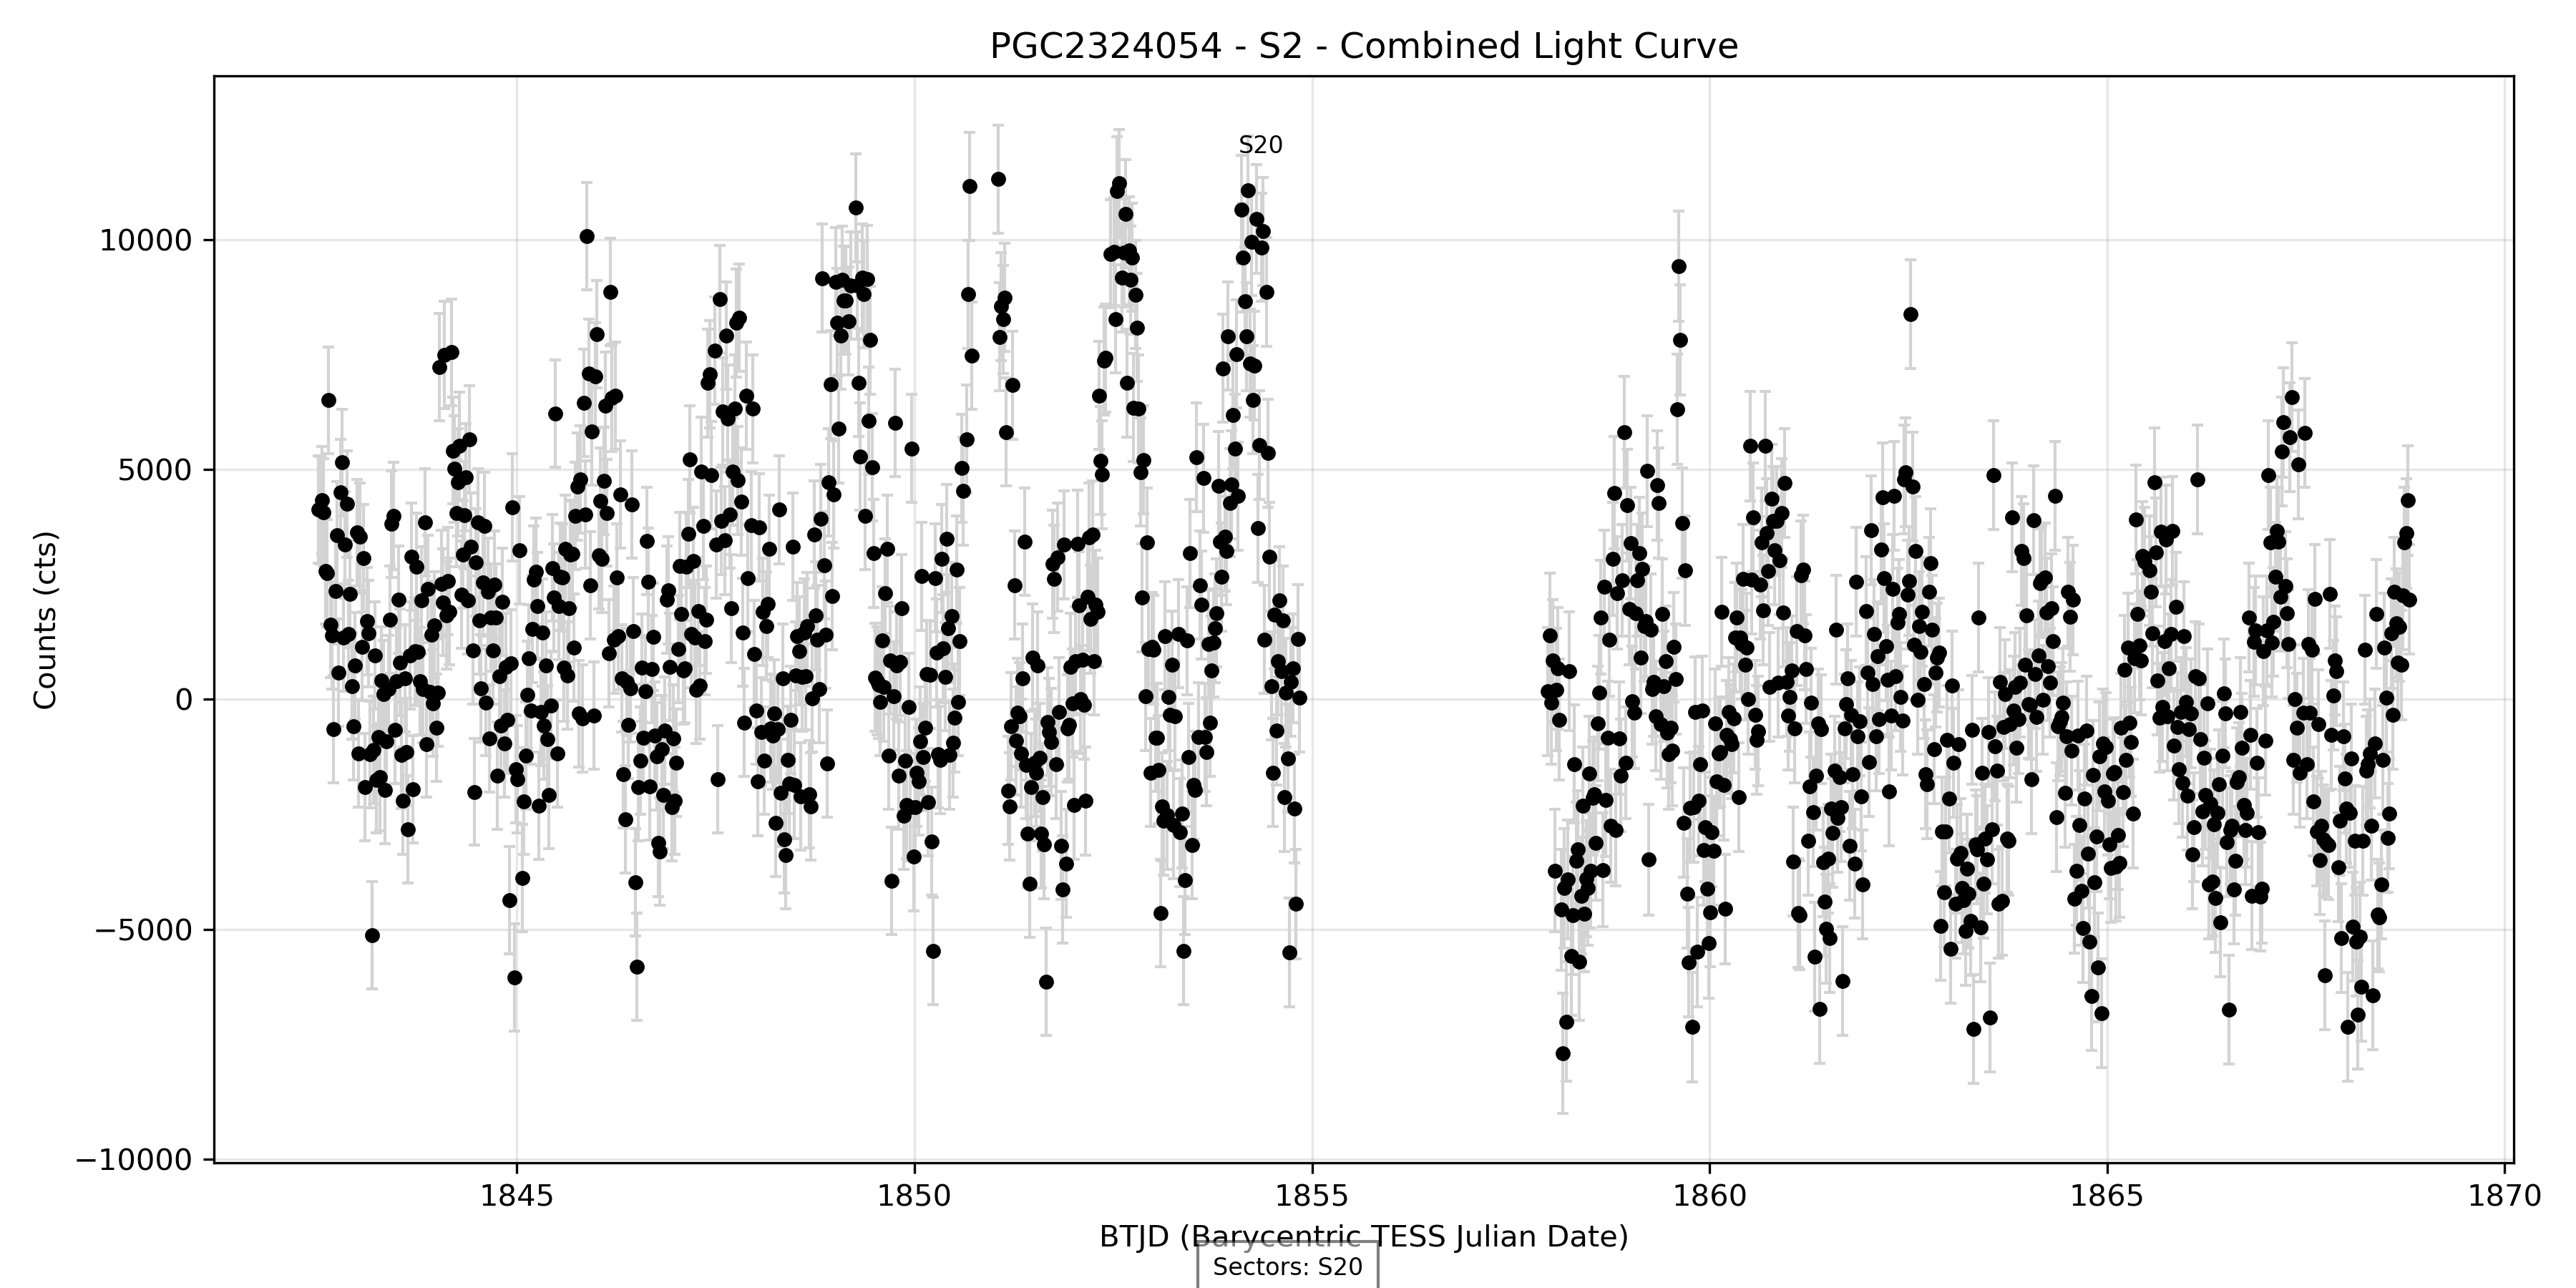 PGC2324054 - S2 - Combined Light Curve
S20
Counts (cts)
10000
5000
0
−5000
−10000
1845
1850
1855
1860
1865
1870
BTJD (Barycentric TESS Julian Date)
Sectors: S20